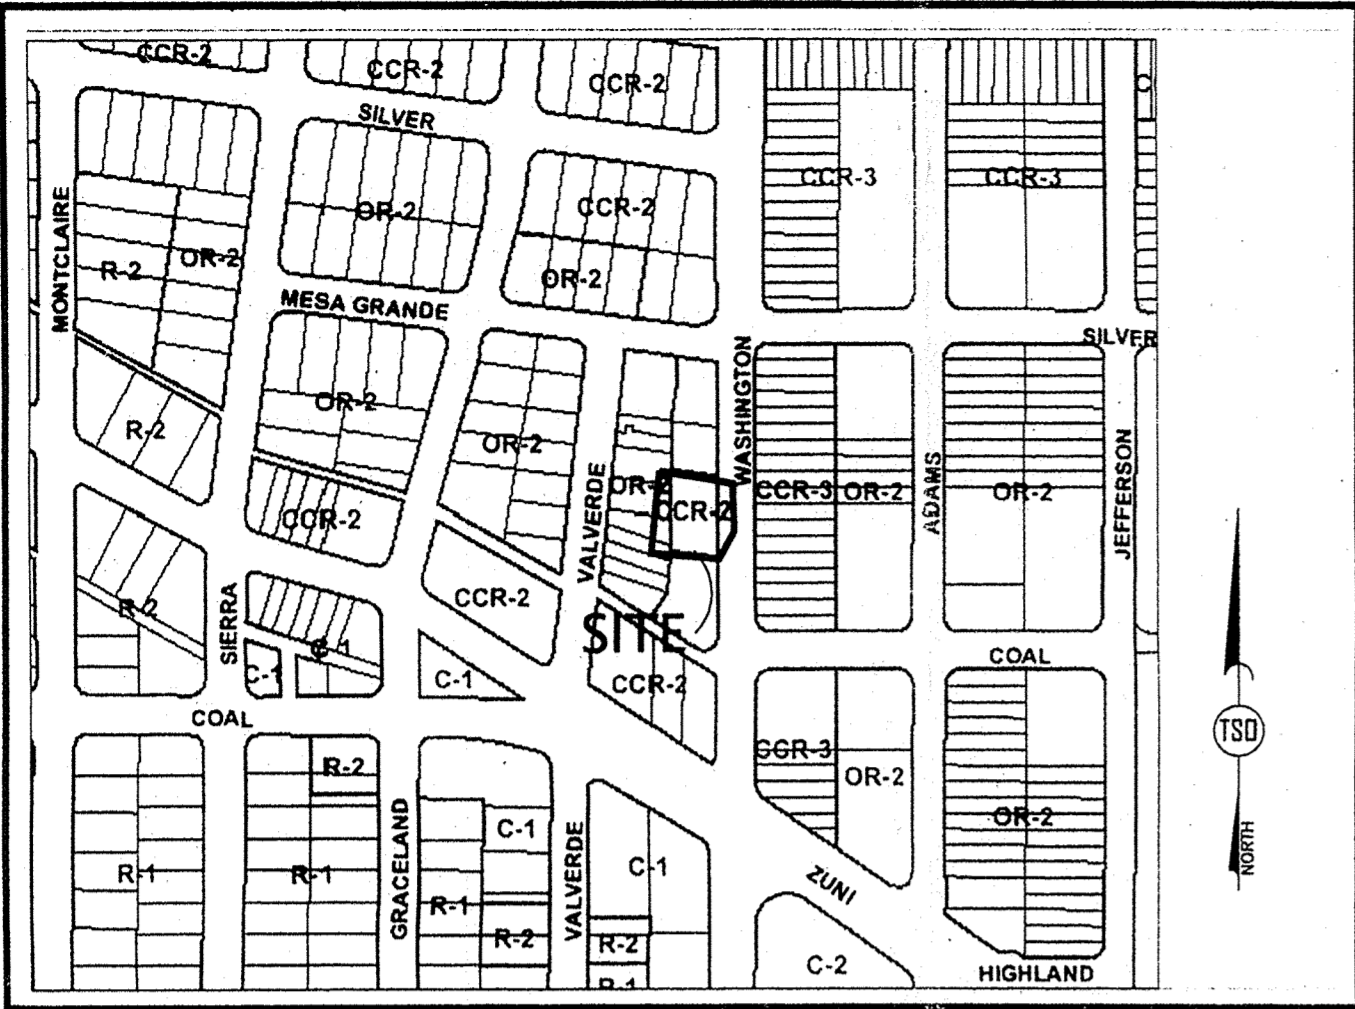 CCR-2
CCR-2
CCR-2
C
SILVER
CCR-3
CCR-3
MONTCLAIRE
OR-2
CCR-2
R-2
OR-2
OR-2
MESA GRANDE
SILVER
WASHINGTON
OR-2
R-2
OR-2
VALVERDE
OR-2
CCR-2
CCR-3
OR-2
ADAMS
OR-2
JEFFERSON
CCR-2
R-2
SIERRA
CCR-2
SITE
C-1
C-1
C-1
CCR-2
COAL
COAL
R-2
CCR-3
OR-2
TSD
NORTH
R-1
R-1
GRACELAND
R-1
C-1
R-2
VALVERDE
C-1
R-2
R-1
ZUNI
OR-2
C-2
HIGHLAND